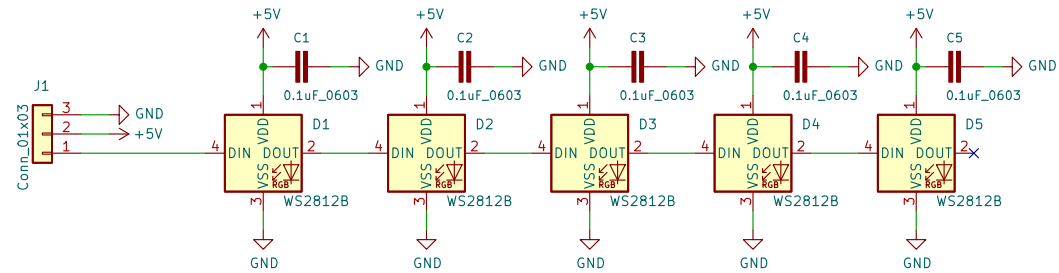 +5V +5V +5V +5V +5V
C1 C2 C3 C4 C5
GND GND GND GND GND
0.1uF_0603 0.1uF_0603 0.1uF_0603 0.1uF_0603 0.1uF_0603
J1
Conn_01x03
3 GND
2 +5V
1
1 1 1 1 1
D1 D2 D3 D4 D5
VDD VDD VDD VDD VDD
4 DIN DOUT 2 4 DIN DOUT 2 4 DIN DOUT 2 4 DIN DOUT 2 4 DIN DOUT 2
VSS VSS VSS VSS VSS
RGB RGB RGB RGB RGB
3 3 3 3 3
WS2812B WS2812B WS2812B WS2812B WS2812B
GND GND GND GND GND